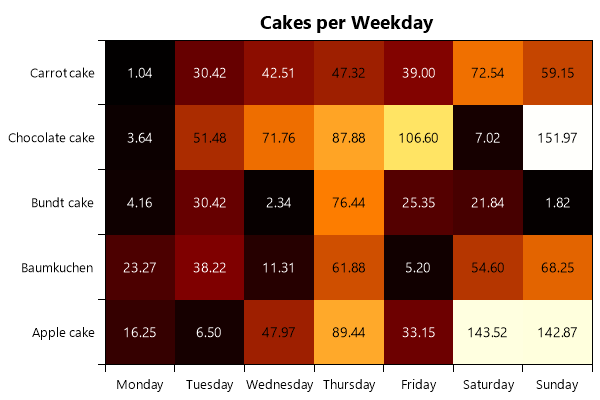 Cakes per Weekday
Carrot cake 1.04 30.42 42.51 47.32 39.00 72.54 59.15
Chocolate cake 3.64 51.48 71.76 87.88 106.60 7.02 151.97
Bundt cake 4.16 30.42 2.34 76.44 25.35 21.84 1.82
Baumkuchen 23.27 38.22 11.31 61.88 5.20 54.60 68.25
Apple cake 16.25 6.50 47.97 89.44 33.15 143.52 142.87
Monday Tuesday Wednesday Thursday Friday Saturday Sunday